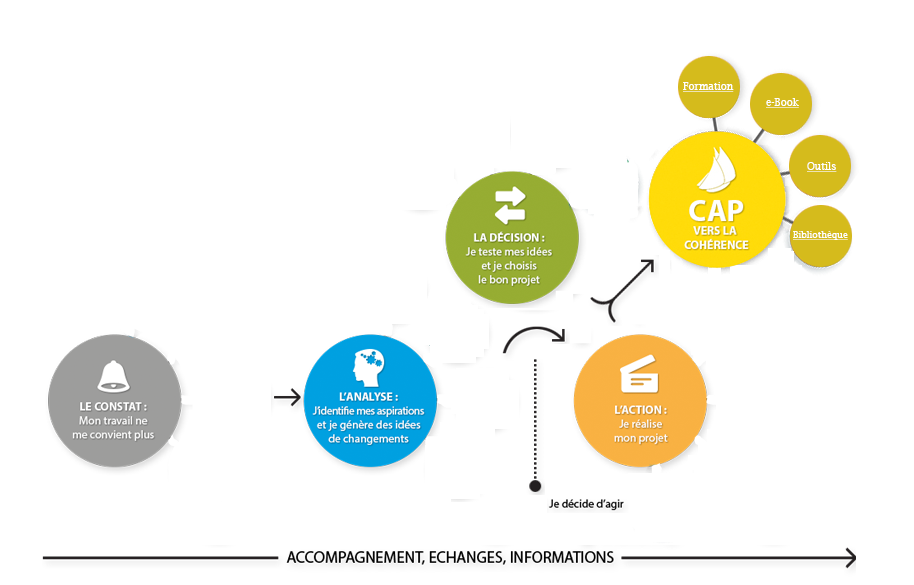 Formation
e-Book
Outils
Bibliothéque
CAP
VERS LA
COHÉRENCE
LA DÉCISION :
Je teste mes idées
et je choisis
le bon projet
LE CONSTAT :
Mon travail ne
me convient plus
L'ANALYSE :
J'identifie mes aspirations
et je génère des idées
de changements
L'ACTION :
Je réalise
mon projet
Je décide d'agir
ACCOMPAGNEMENT, ECHANGES, INFORMATIONS